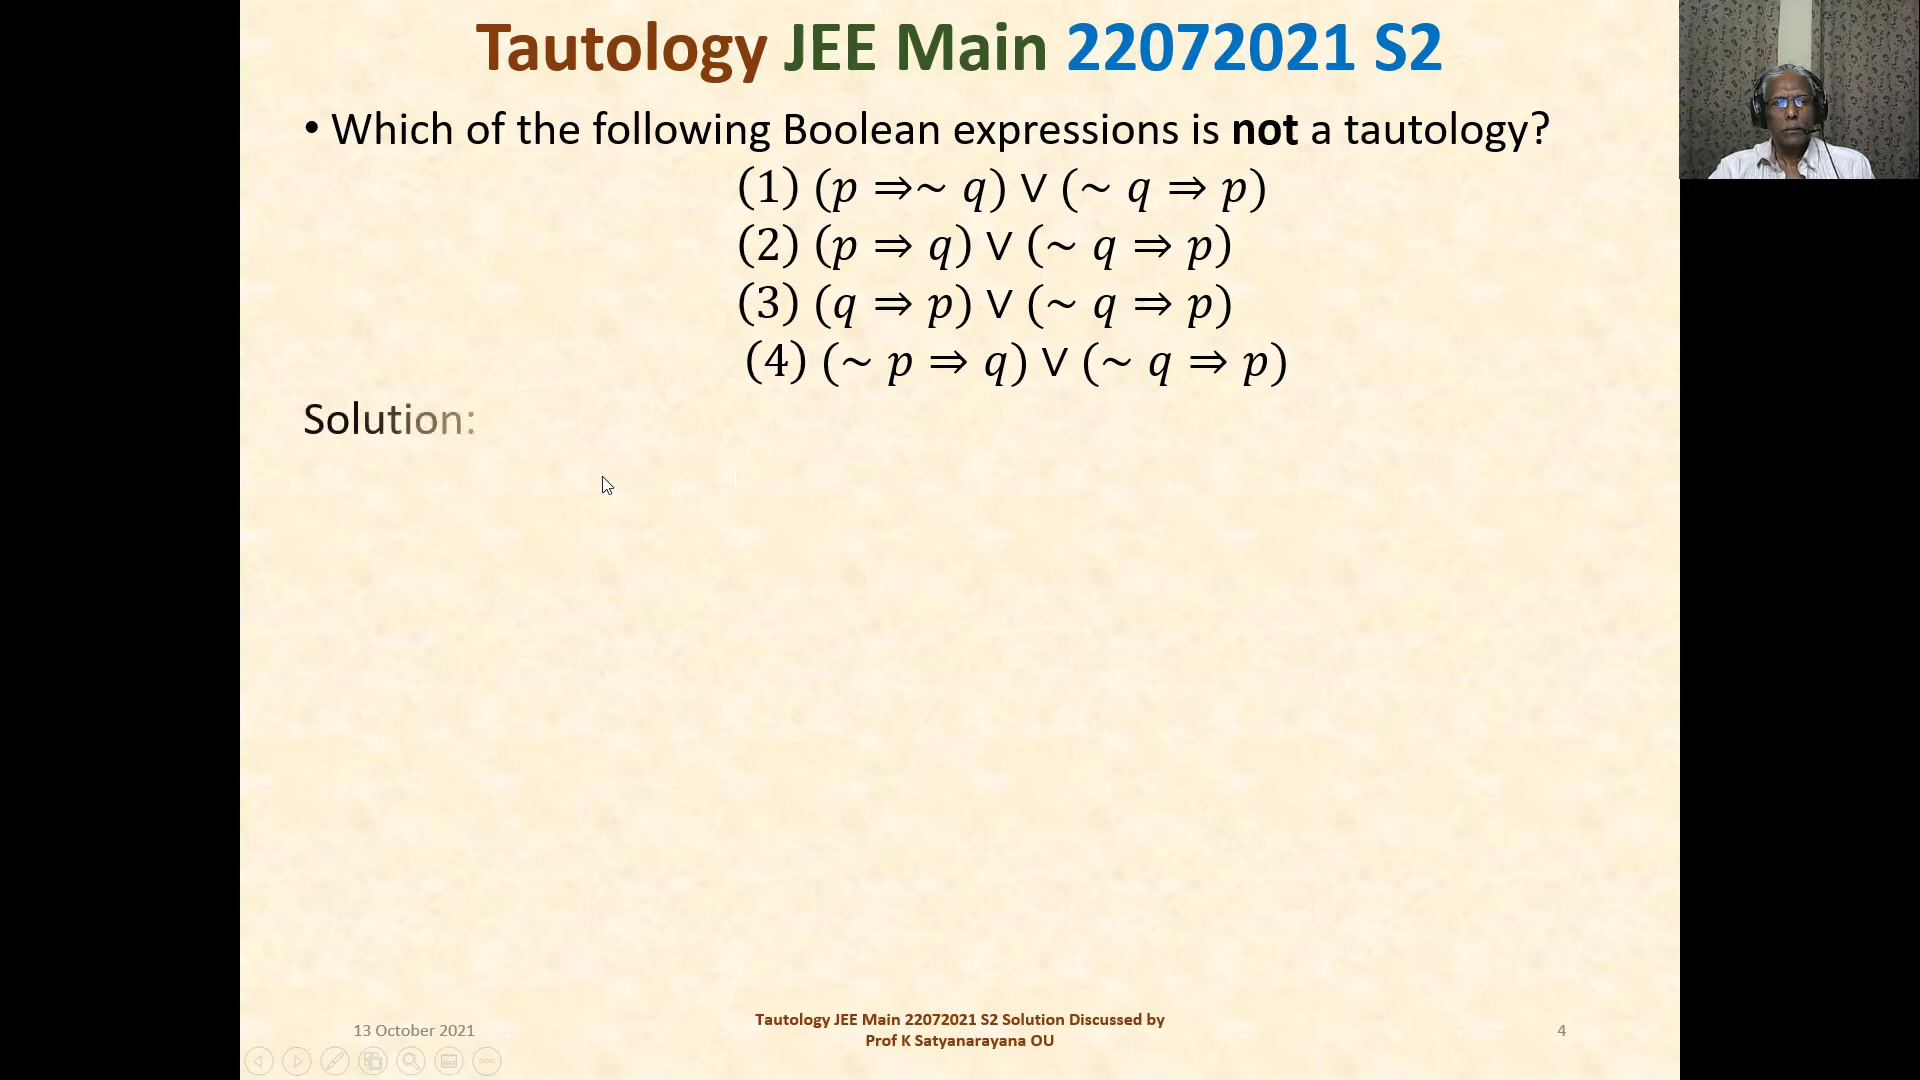 Tautology JEE Main 22072021 S2
• Which of the following Boolean expressions is not a tautology?
(1) (p ⇒∼ q) ∨ (∼ q ⇒ p)
(2) (p ⇒ q) ∨ (∼ q ⇒ p)
(3) (q ⇒ p) ∨ (∼ q ⇒ p)
(4) (∼ p ⇒ q) ∨ (∼ q ⇒ p)
Solution:
13 October 2021
Tautology JEE Main 22072021 S2 Solution Discussed by
Prof K Satyanarayana OU
4